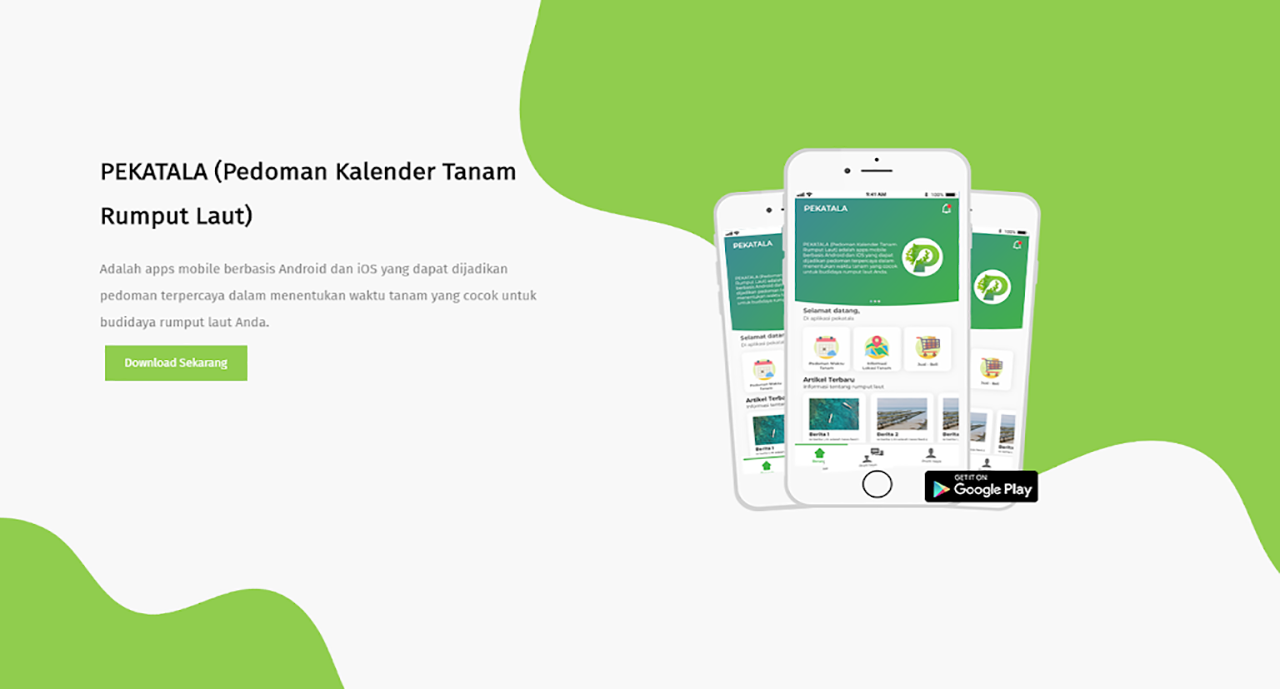 PEKATALA (Pedoman Kalender Tanam
Rumput Laut)
Adalah apps mobile berbasis Android dan iOS yang dapat dijadikan
pedoman terpercaya dalam menentukan waktu tanam yang cocok untuk
budidaya rumput laut Anda.
Download Sekarang
PEKATALA
9:41 AM
100%
PEKATALA
PEKATALA (Pedoman Kalender Tanam
Rumput Laut) adalah apps mobile
berbasis Android dan iOS yang dapat
dijadikan pedoman terpercaya dalam
menentukan waktu tanam yang cocok
untuk budidaya rumput laut Anda.
Selamat datang,
Di aplikasi pekatala
Pedoman Waktu
Tanam
Informasi
Lokasi Tanam
Jual - Beli
Artikel Terbaru
Informasi tentang rumput laut
Berita 1
Berita 2
100%
Jual - Beli
GET IT ON
Google Play